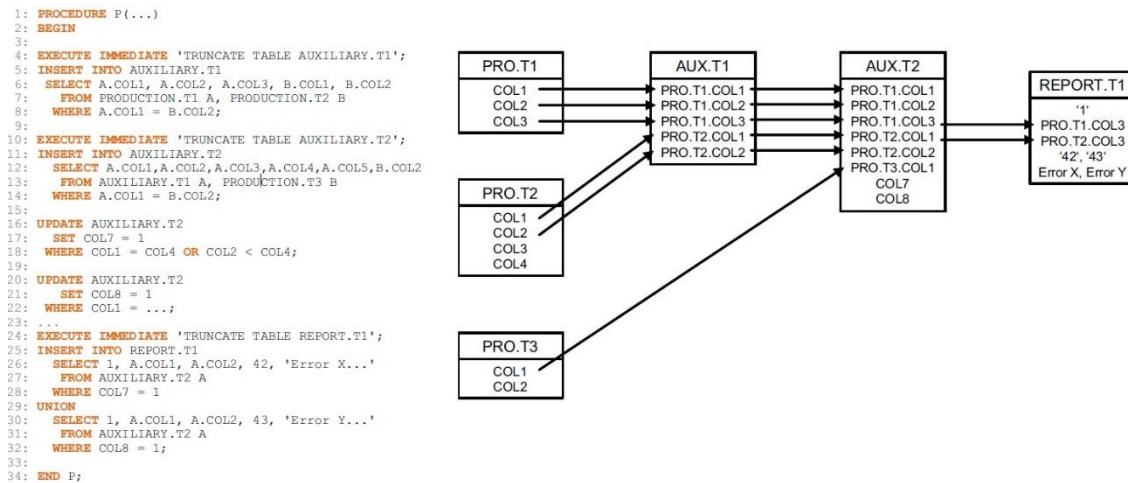 1: PROCEDURE P(...)
2: BEGIN
3:
4: EXECUTE IMMEDIATE 'TRUNCATE TABLE AUXILIARY.T1';
5: INSERT INTO AUXILIARY.T1
6: SELECT A.COL1, A.COL2, A.COL3, B.COL1, B.COL2
7: FROM PRODUCTION.T1 A, PRODUCTION.T2 B
8: WHERE A.COL1 = B.COL2;
9:
10: EXECUTE IMMEDIATE 'TRUNCATE TABLE AUXILIARY.T2';
11: INSERT INTO AUXILIARY.T2
12: SELECT A.COL1,A.COL2,A.COL3,A.COL4,A.COL5,B.COL2
13: FROM AUXILIARY.T1 A, PRODUCTION.T3 B
14: WHERE A.COL1 = B.COL2;
15:
16: UPDATE AUXILIARY.T2
17: SET COL7 = 1
18: WHERE COL1 = COL4 OR COL2 < COL4;
19:
20: UPDATE AUXILIARY.T2
21: SET COL8 = 1
22: WHERE COL1 = ...;
23: ...
24: EXECUTE IMMEDIATE 'TRUNCATE TABLE REPORT.T1';
25: INSERT INTO REPORT.T1
26: SELECT 1, A.COL1, A.COL2, 42, 'Error X...'
27: FROM AUXILIARY.T2 A
28: WHERE COL7 = 1
29: UNION
30: SELECT 1, A.COL1, A.COL2, 43, 'Error Y...'
31: FROM AUXILIARY.T2 A
32: WHERE COL8 = 1;
33:
34: END P;
PRO.T1
COL1
COL2
COL3
PRO.T2
COL1
COL2
COL3
COL4
PRO.T3
COL1
COL2
AUX.T1
PRO.T1.COL1
PRO.T1.COL2
PRO.T1.COL3
PRO.T2.COL1
PRO.T2.COL2
AUX.T2
PRO.T1.COL1
PRO.T1.COL2
PRO.T1.COL3
PRO.T2.COL1
PRO.T2.COL2
PRO.T3.COL1
COL7
COL8
REPORT.T1
'1'
PRO.T1.COL3
PRO.T2.COL3
'42', '43'
Error X, Error Y